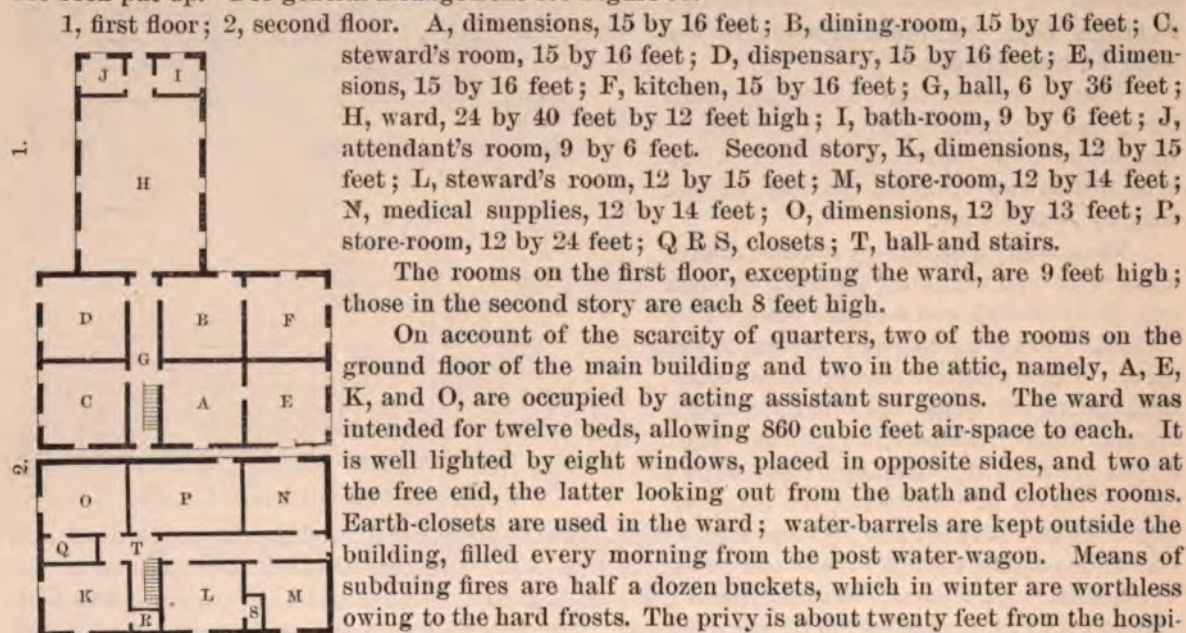 1, first floor; 2, second floor. A, dimensions, 15 by 16 feet; B, dining-room, 15 by 16 feet; C,
steward's room, 15 by 16 feet; D, dispensary, 15 by 16 feet; E, dimen-
sions, 15 by 16 feet; F, kitchen, 15 by 16 feet; G, hall, 6 by 36 feet;
H, ward, 24 by 40 feet by 12 feet high; I, bath-room, 9 by 6 feet; J,
attendant's room, 9 by 6 feet. Second story, K, dimensions, 12 by 15
feet; L, steward's room, 12 by 15 feet; M, store-room, 12 by 14 feet;
N, medical supplies, 12 by 14 feet; O, dimensions, 12 by 13 feet; P,
store-room, 12 by 24 feet; Q R S, closets; T, hall and stairs.
The rooms on the first floor, excepting the ward, are 9 feet high;
those in the second story are each 8 feet high.
On account of the scarcity of quarters, two of the rooms on the
ground floor of the main building and two in the attic, namely, A, E,
K, and O, are occupied by acting assistant surgeons. The ward was
intended for twelve beds, allowing 860 cubic feet air-space to each. It
is well lighted by eight windows, placed in opposite sides, and two at
the free end, the latter looking out from the bath and clothes rooms.
Earth-closets are used in the ward; water-barrels are kept outside the
building, filled every morning from the post water-wagon. Means of
subduing fires are half a dozen buckets, which in winter are worthless
owing to the hard frosts. The privy is about twenty feet from the hospi-
1.
J I
H
D B F
G
C A E
2.
O P N
Q T
K L M
R S